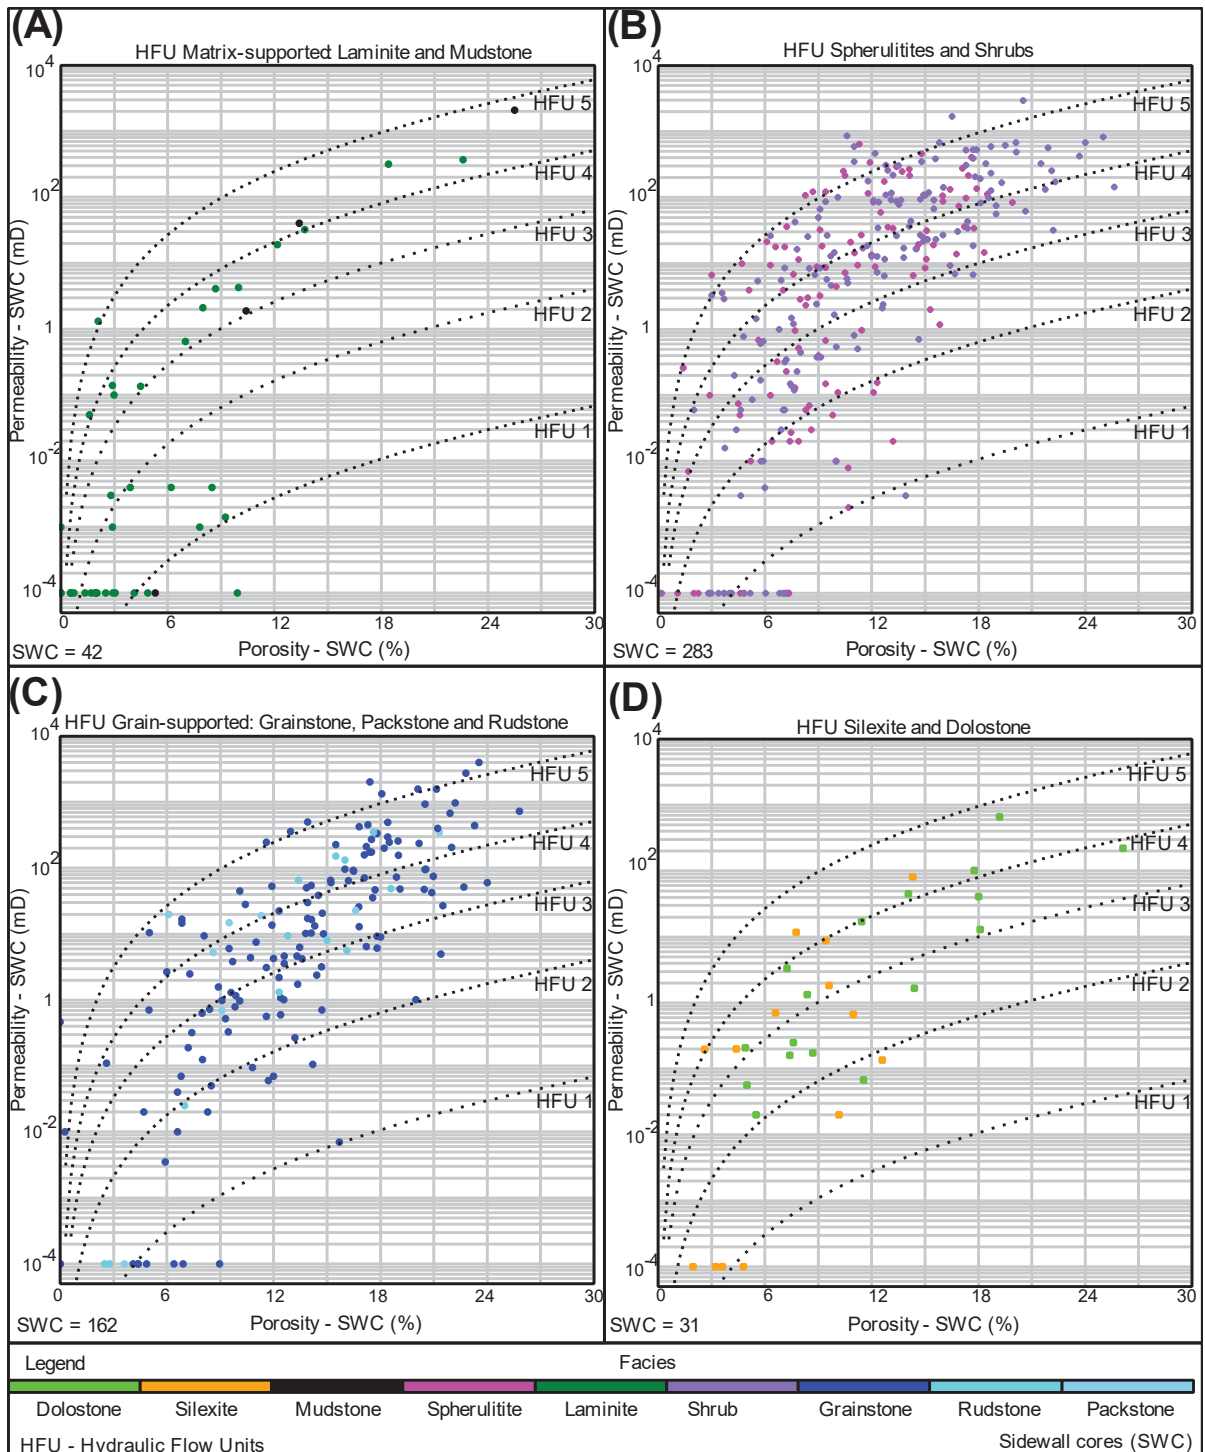 (A)
HFU Matrix-supported: Laminite and Mudstone
10^4
HFU 5
HFU 4
10^2
HFU 3
HFU 2
1
HFU 1
10^-2
10^-4
Permeability - SWC (mD)
0 6 12 18 24 30
SWC = 42
Porosity - SWC (%)
(B)
HFU Spherulitites and Shrubs
10^4
HFU 5
HFU 4
10^2
HFU 3
HFU 2
1
HFU 1
10^-2
10^-4
Permeability - SWC (mD)
0 6 12 18 24 30
SWC = 283
Porosity - SWC (%)
(C)
HFU Grain-supported: Grainstone, Packstone and Rudstone
10^4
HFU 5
HFU 4
10^2
HFU 3
HFU 2
1
HFU 1
10^-2
10^-4
Permeability - SWC (mD)
0 6 12 18 24 30
SWC = 162
Porosity - SWC (%)
(D)
HFU Silexite and Dolostone
10^4
HFU 5
HFU 4
10^2
HFU 3
HFU 2
1
HFU 1
10^-2
10^-4
Permeability - SWC (mD)
0 6 12 18 24 30
SWC = 31
Porosity - SWC (%)
Legend Facies
Dolostone Silexite Mudstone Spherulitite Laminite Shrub Grainstone Rudstone Packstone
HFU - Hydraulic Flow Units Sidewall cores (SWC)